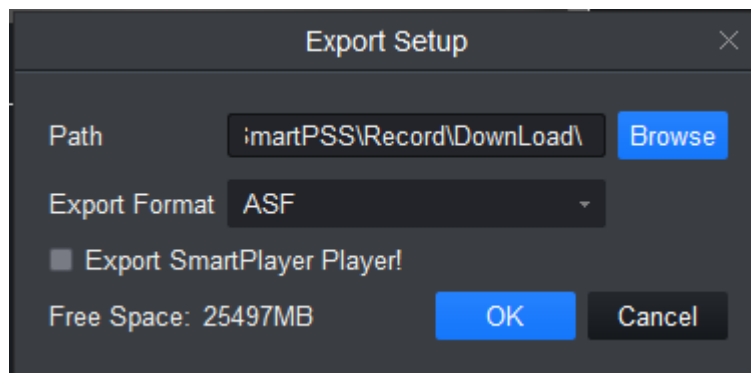 Export Setup
Path
martPSS\Record\DownLoad\
Browse
Export Format
ASF
Export SmartPlayer Player!
Free Space: 25497MB
OK
Cancel